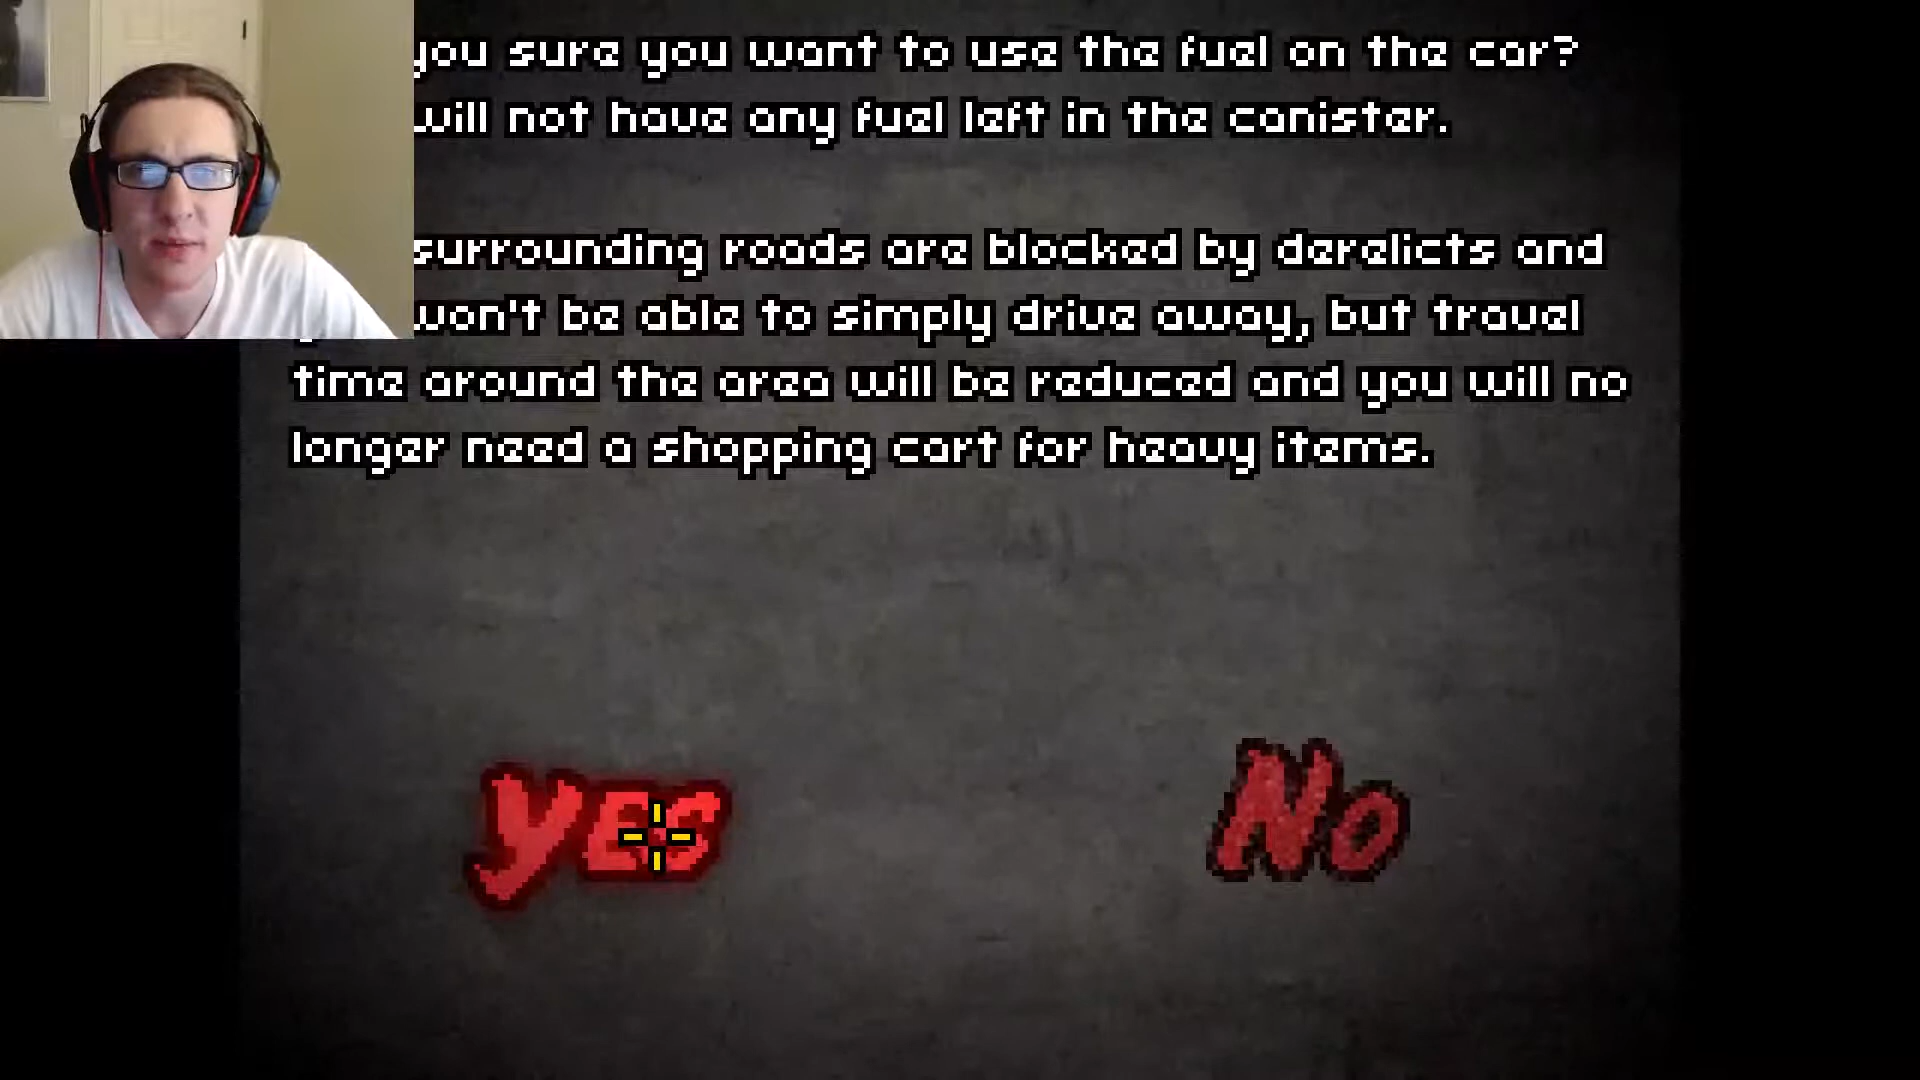 you sure you want to use the fuel on the car?
will not have any fuel left in the canister.
surrounding roads are blocked by derelicts and
won't be able to simply drive away, but travel
time around the area will be reduced and you will no
longer need a shopping cart for heavy items.
Yes No